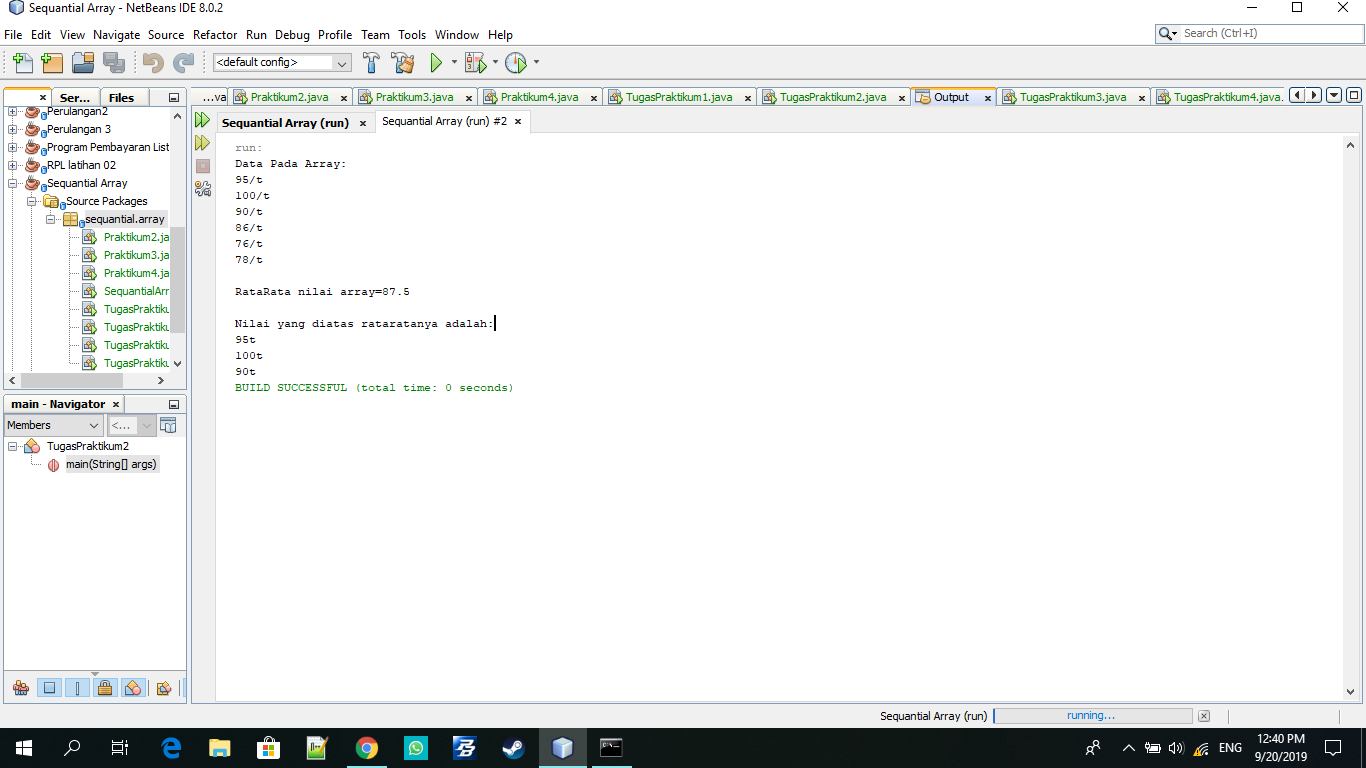 Sequantial Array - NetBeans IDE 8.0.2
File Edit View Navigate Source Refactor Run Debug Profile Team Tools Window Help
Search (Ctrl+I)
<default config>
Ser... Files
...va Praktikum2.java Praktikum3.java Praktikum4.java TugasPraktikum1.java TugasPraktikum2.java Output TugasPraktikum3.java TugasPraktikum4.java
Sequantial Array (run) Sequantial Array (run) #2
Perulangan2
Perulangan 3
Program Pembayaran List
RPL latihan 02
Sequantial Array
Source Packages
sequantial.array
Praktikum2.ja
Praktikum3.ja
Praktikum4.ja
SequantialArr
TugasPraktiku
TugasPraktiku
TugasPraktiku
TugasPraktiku
run:
Data Pada Array:
95/t
100/t
90/t
86/t
76/t
78/t
RataRata nilai array=87.5
Nilai yang diatas rataratanya adalah:
95t
100t
90t
BUILD SUCCESSFUL (total time: 0 seconds)
main - Navigator
Members <...
TugasPraktikum2
main(String[] args)
Sequantial Array (run) running...
ENG
12:40 PM
9/20/2019